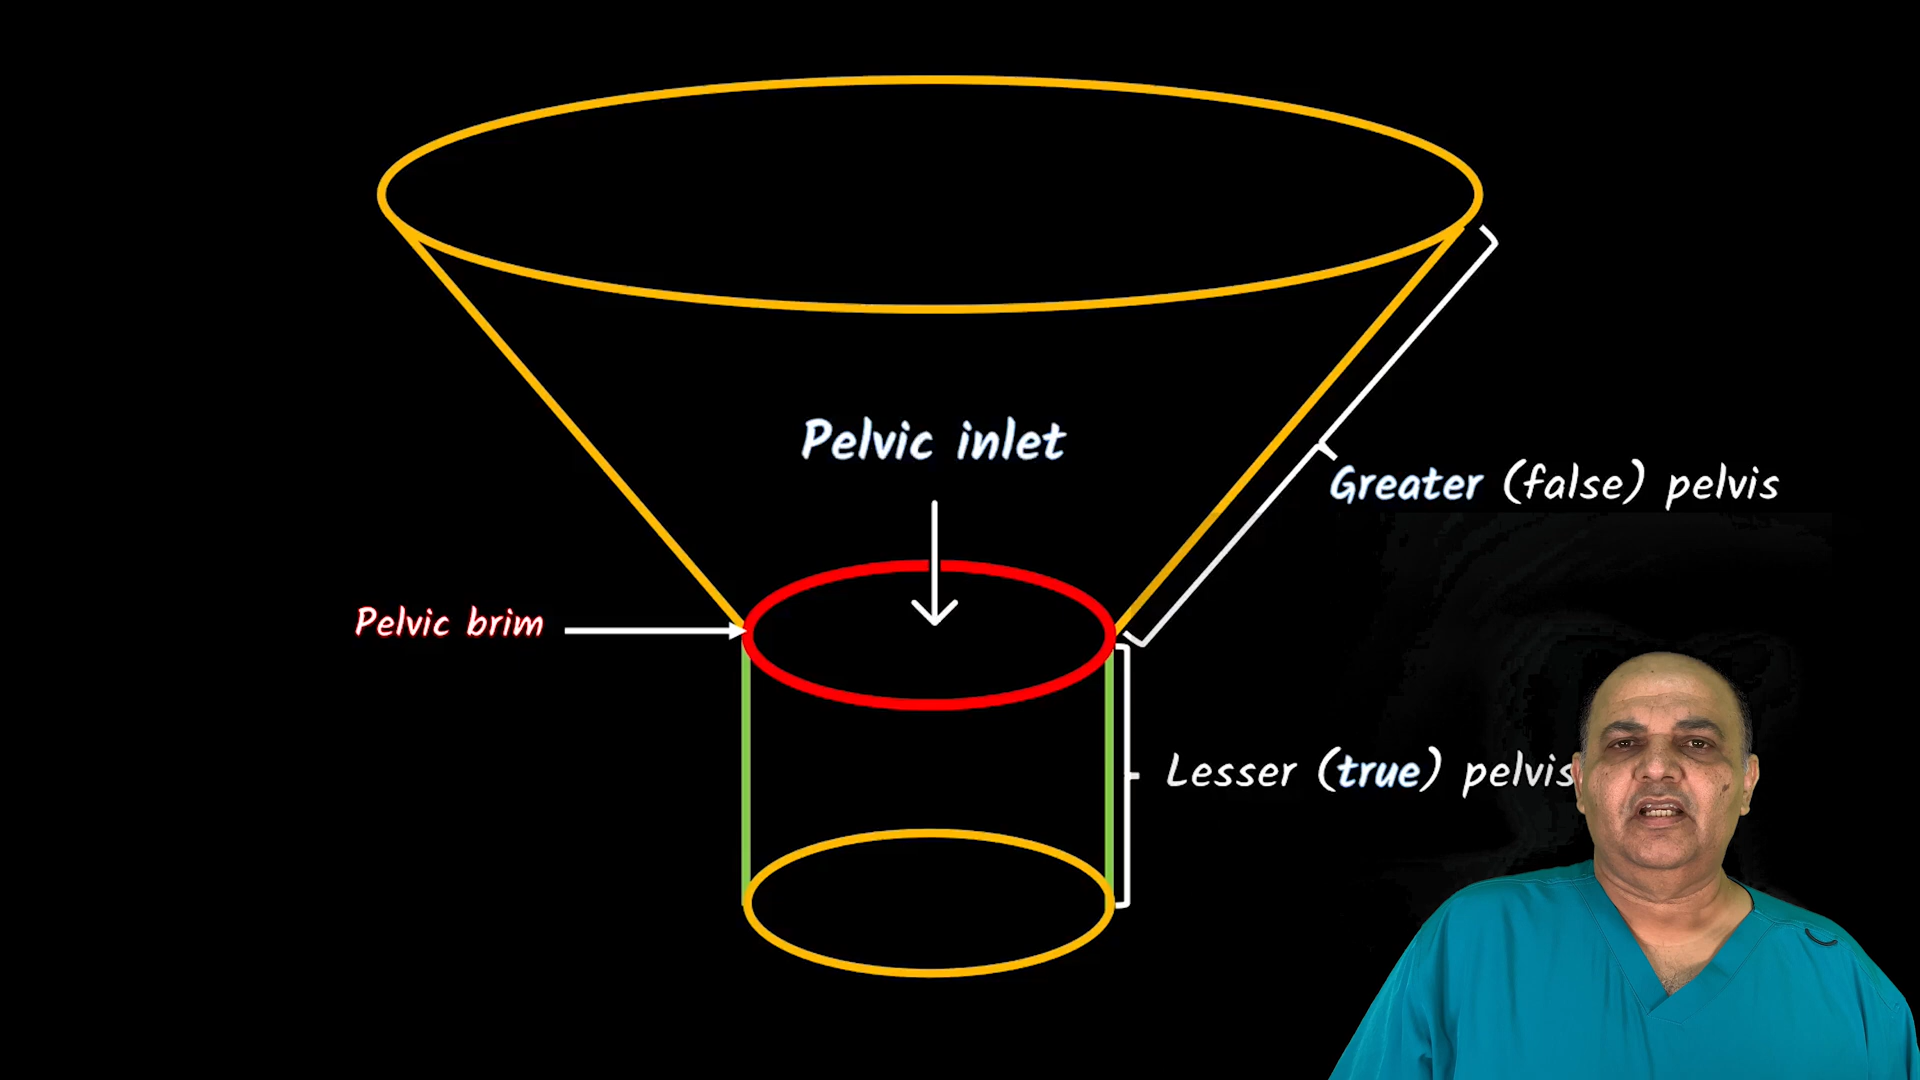 Pelvic inlet
Greater (false) pelvis
Pelvic brim
Lesser (true) pelvis